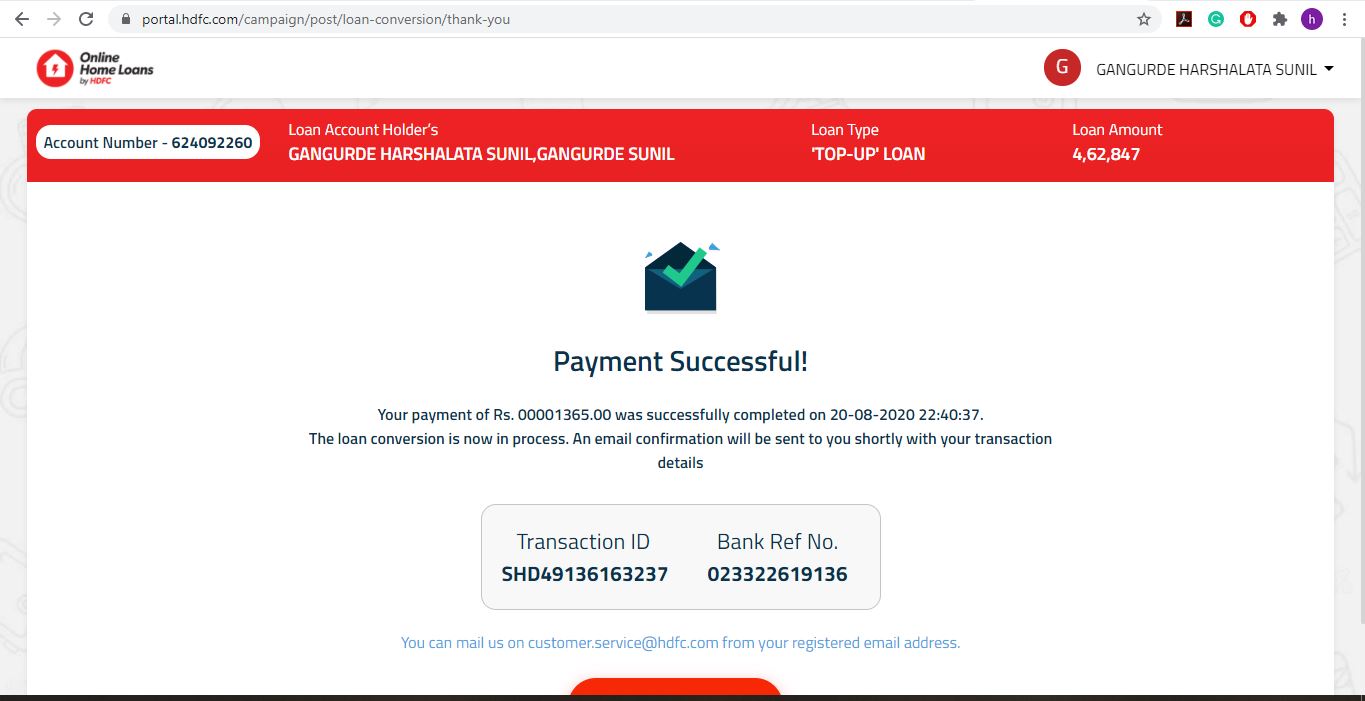 portal.hdfc.com/campaign/post/loan-conversion/thank-you
h
Online
Home Loans
by HDFC
G
GANGURDE HARSHALATA SUNIL
Account Number - 624092260
Loan Account Holder's
GANGURDE HARSHALATA SUNIL,GANGURDE SUNIL
Loan Type
'TOP-UP' LOAN
Loan Amount
4,62,847
Payment Successful!
Your payment of Rs. 00001365.00 was successfully completed on 20-08-2020 22:40:37.
The loan conversion is now in process. An email confirmation will be sent to you shortly with your transaction
details
Transaction ID
SHD49136163237
Bank Ref No.
023322619136
You can mail us on customer.service@hdfc.com from your registered email address.